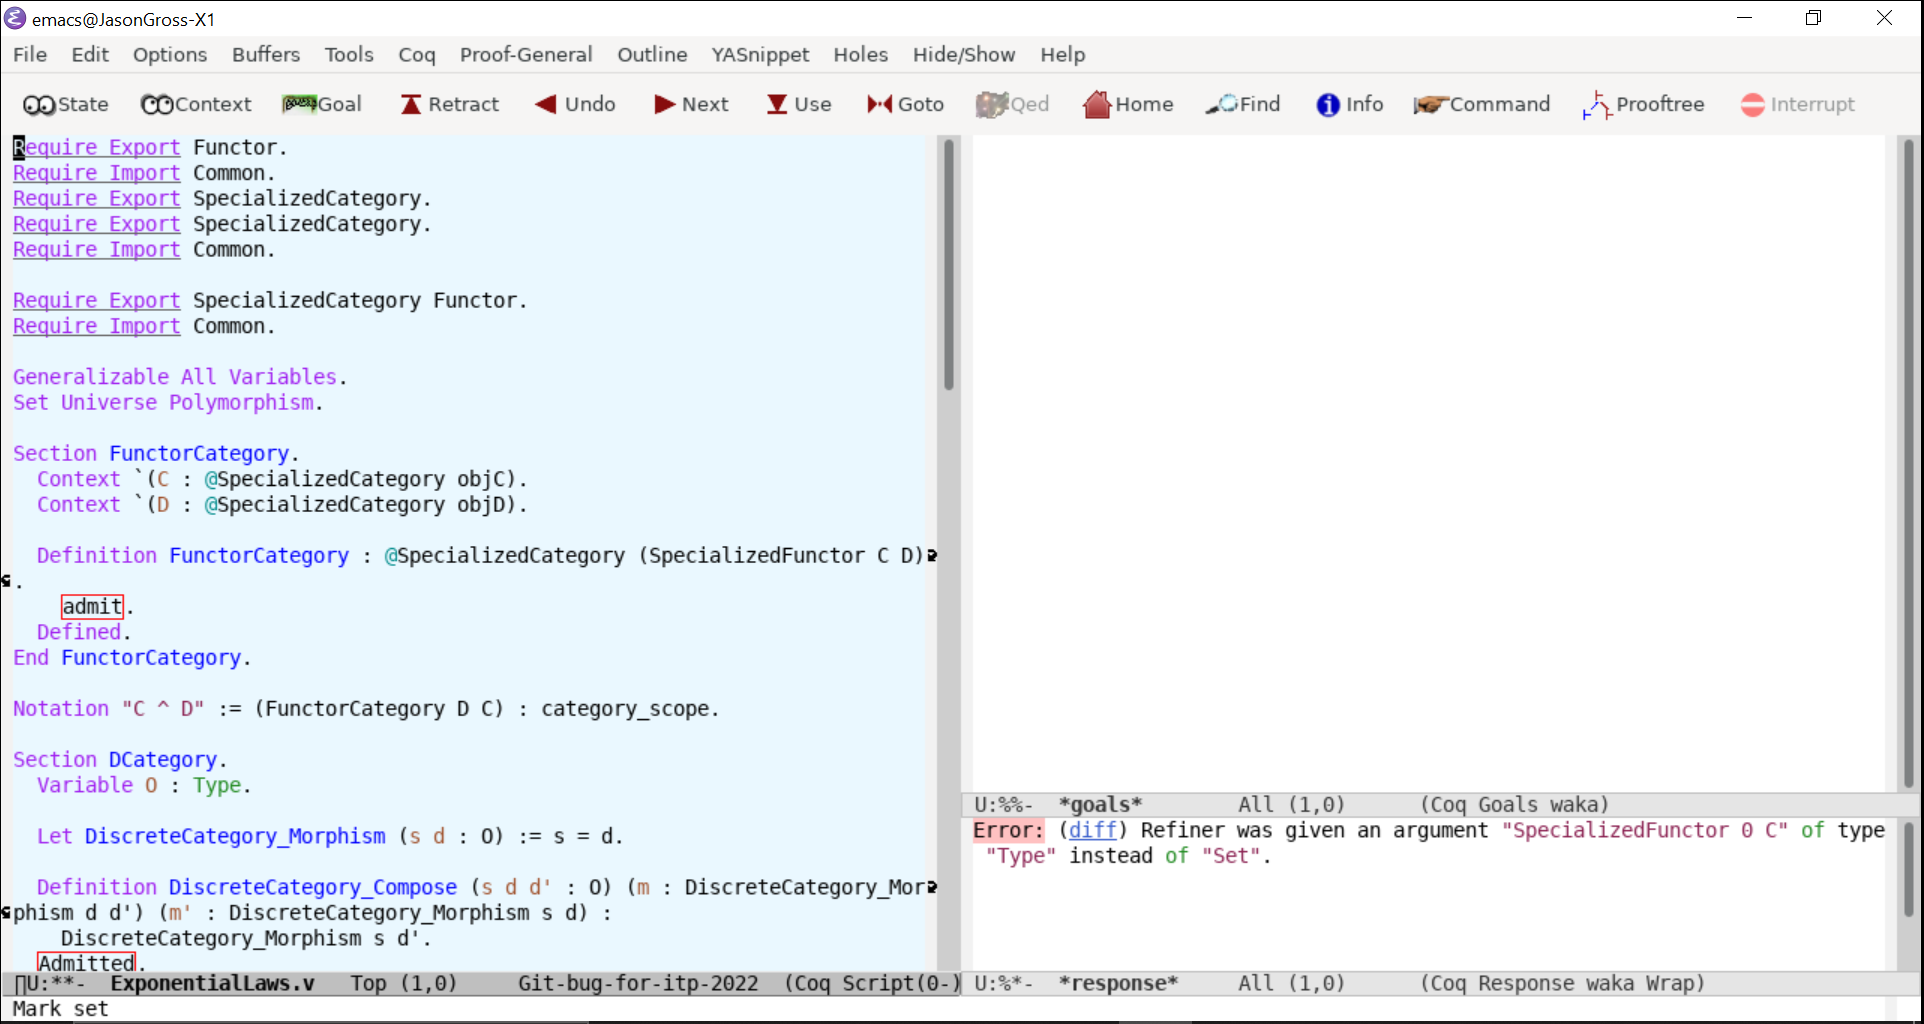 emacs@JasonGross-X1
File Edit Options Buffers Tools Coq Proof-General Outline YASnippet Holes Hide/Show Help
State Context Goal Retract Undo Next Use Goto Qed Home Find Info Command Prooftree Interrupt
Require Export Functor.
Require Import Common.
Require Export SpecializedCategory.
Require Export SpecializedCategory.
Require Import Common.
Require Export SpecializedCategory Functor.
Require Import Common.
Generalizable All Variables.
Set Universe Polymorphism.
Section FunctorCategory.
  Context `(C : @SpecializedCategory objC).
  Context `(D : @SpecializedCategory objD).
  Definition FunctorCategory : @SpecializedCategory (SpecializedFunctor C D)
.
    admit.
  Defined.
End FunctorCategory.
Notation "C ^ D" := (FunctorCategory D C) : category_scope.
Section DCategory.
  Variable O : Type.
  Let DiscreteCategory_Morphism (s d : O) := s = d.
  Definition DiscreteCategory_Compose (s d d' : O) (m : DiscreteCategory_Mor
phism d d') (m' : DiscreteCategory_Morphism s d) :
    DiscreteCategory_Morphism s d'.
  Admitted.
U:**-  ExponentialLaws.v   Top (1,0)     Git-bug-for-itp-2022  (Coq Script(0-)
Mark set
U:%%-  *goals*        All (1,0)      (Coq Goals waka)
Error: (diff) Refiner was given an argument "SpecializedFunctor 0 C" of type
 "Type" instead of "Set".
U:%*-  *response*     All (1,0)      (Coq Response waka Wrap)